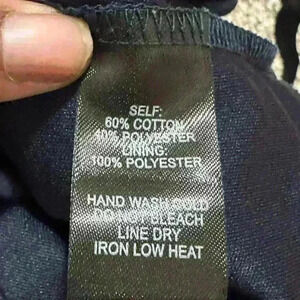 SELF:
60% COTTON
40% POLYESTER
LINING:
100% POLYESTER
HAND WASH COLD
DO NOT BLEACH
LINE DRY
IRON LOW HEAT